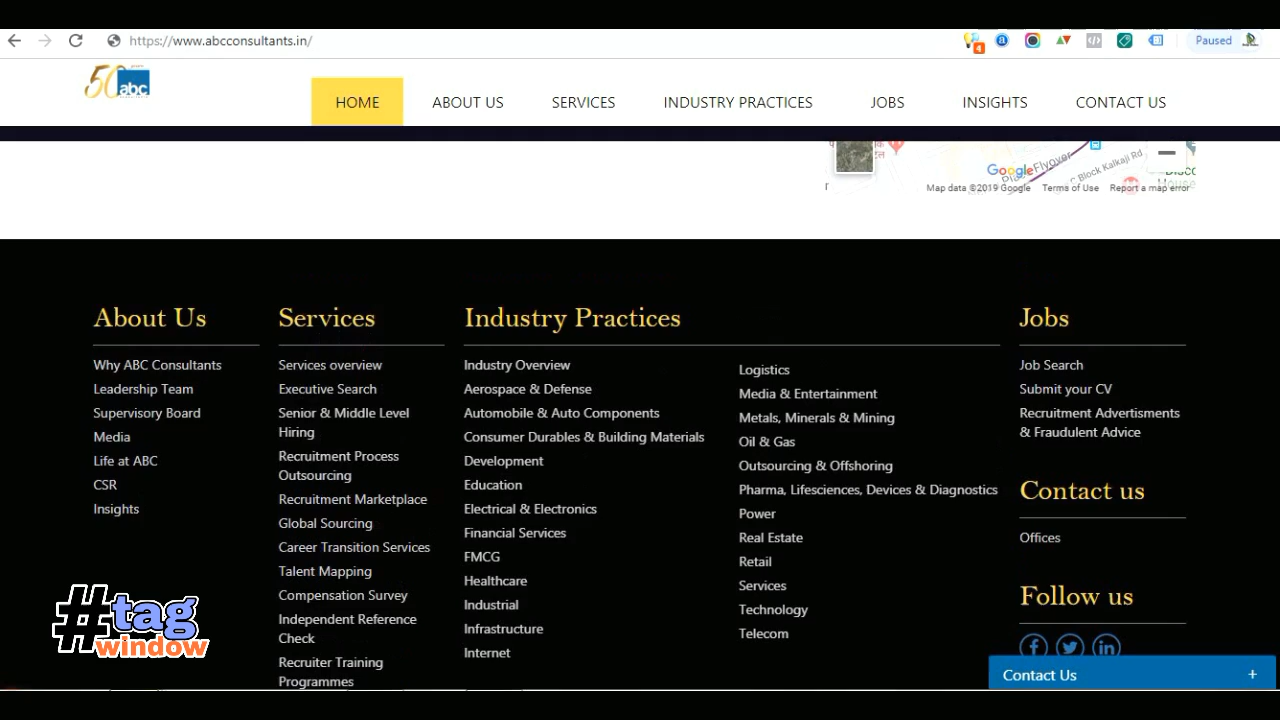 https://www.abcconsultants.in/
4
Paused
50 abc
HOME
ABOUT US
SERVICES
INDUSTRY PRACTICES
JOBS
INSIGHTS
CONTACT US
Google
Flyover
C Block Kalkaji Rd
Map data ©2019 Google
Terms of Use
Report a map error
About Us
Why ABC Consultants
Leadership Team
Supervisory Board
Media
Life at ABC
CSR
Insights
Services
Services overview
Executive Search
Senior & Middle Level
Hiring
Recruitment Process
Outsourcing
Recruitment Marketplace
Global Sourcing
Career Transition Services
Talent Mapping
Compensation Survey
Independent Reference
Check
Recruiter Training
Programmes
Industry Practices
Industry Overview
Aerospace & Defense
Automobile & Auto Components
Consumer Durables & Building Materials
Development
Education
Electrical & Electronics
Financial Services
FMCG
Healthcare
Industrial
Infrastructure
Internet
Logistics
Media & Entertainment
Metals, Minerals & Mining
Oil & Gas
Outsourcing & Offshoring
Pharma, Lifesciences, Devices & Diagnostics
Power
Real Estate
Retail
Services
Technology
Telecom
Jobs
Job Search
Submit your CV
Recruitment Advertisments
& Fraudulent Advice
Contact us
Offices
Follow us
Contact Us +
#tag
window